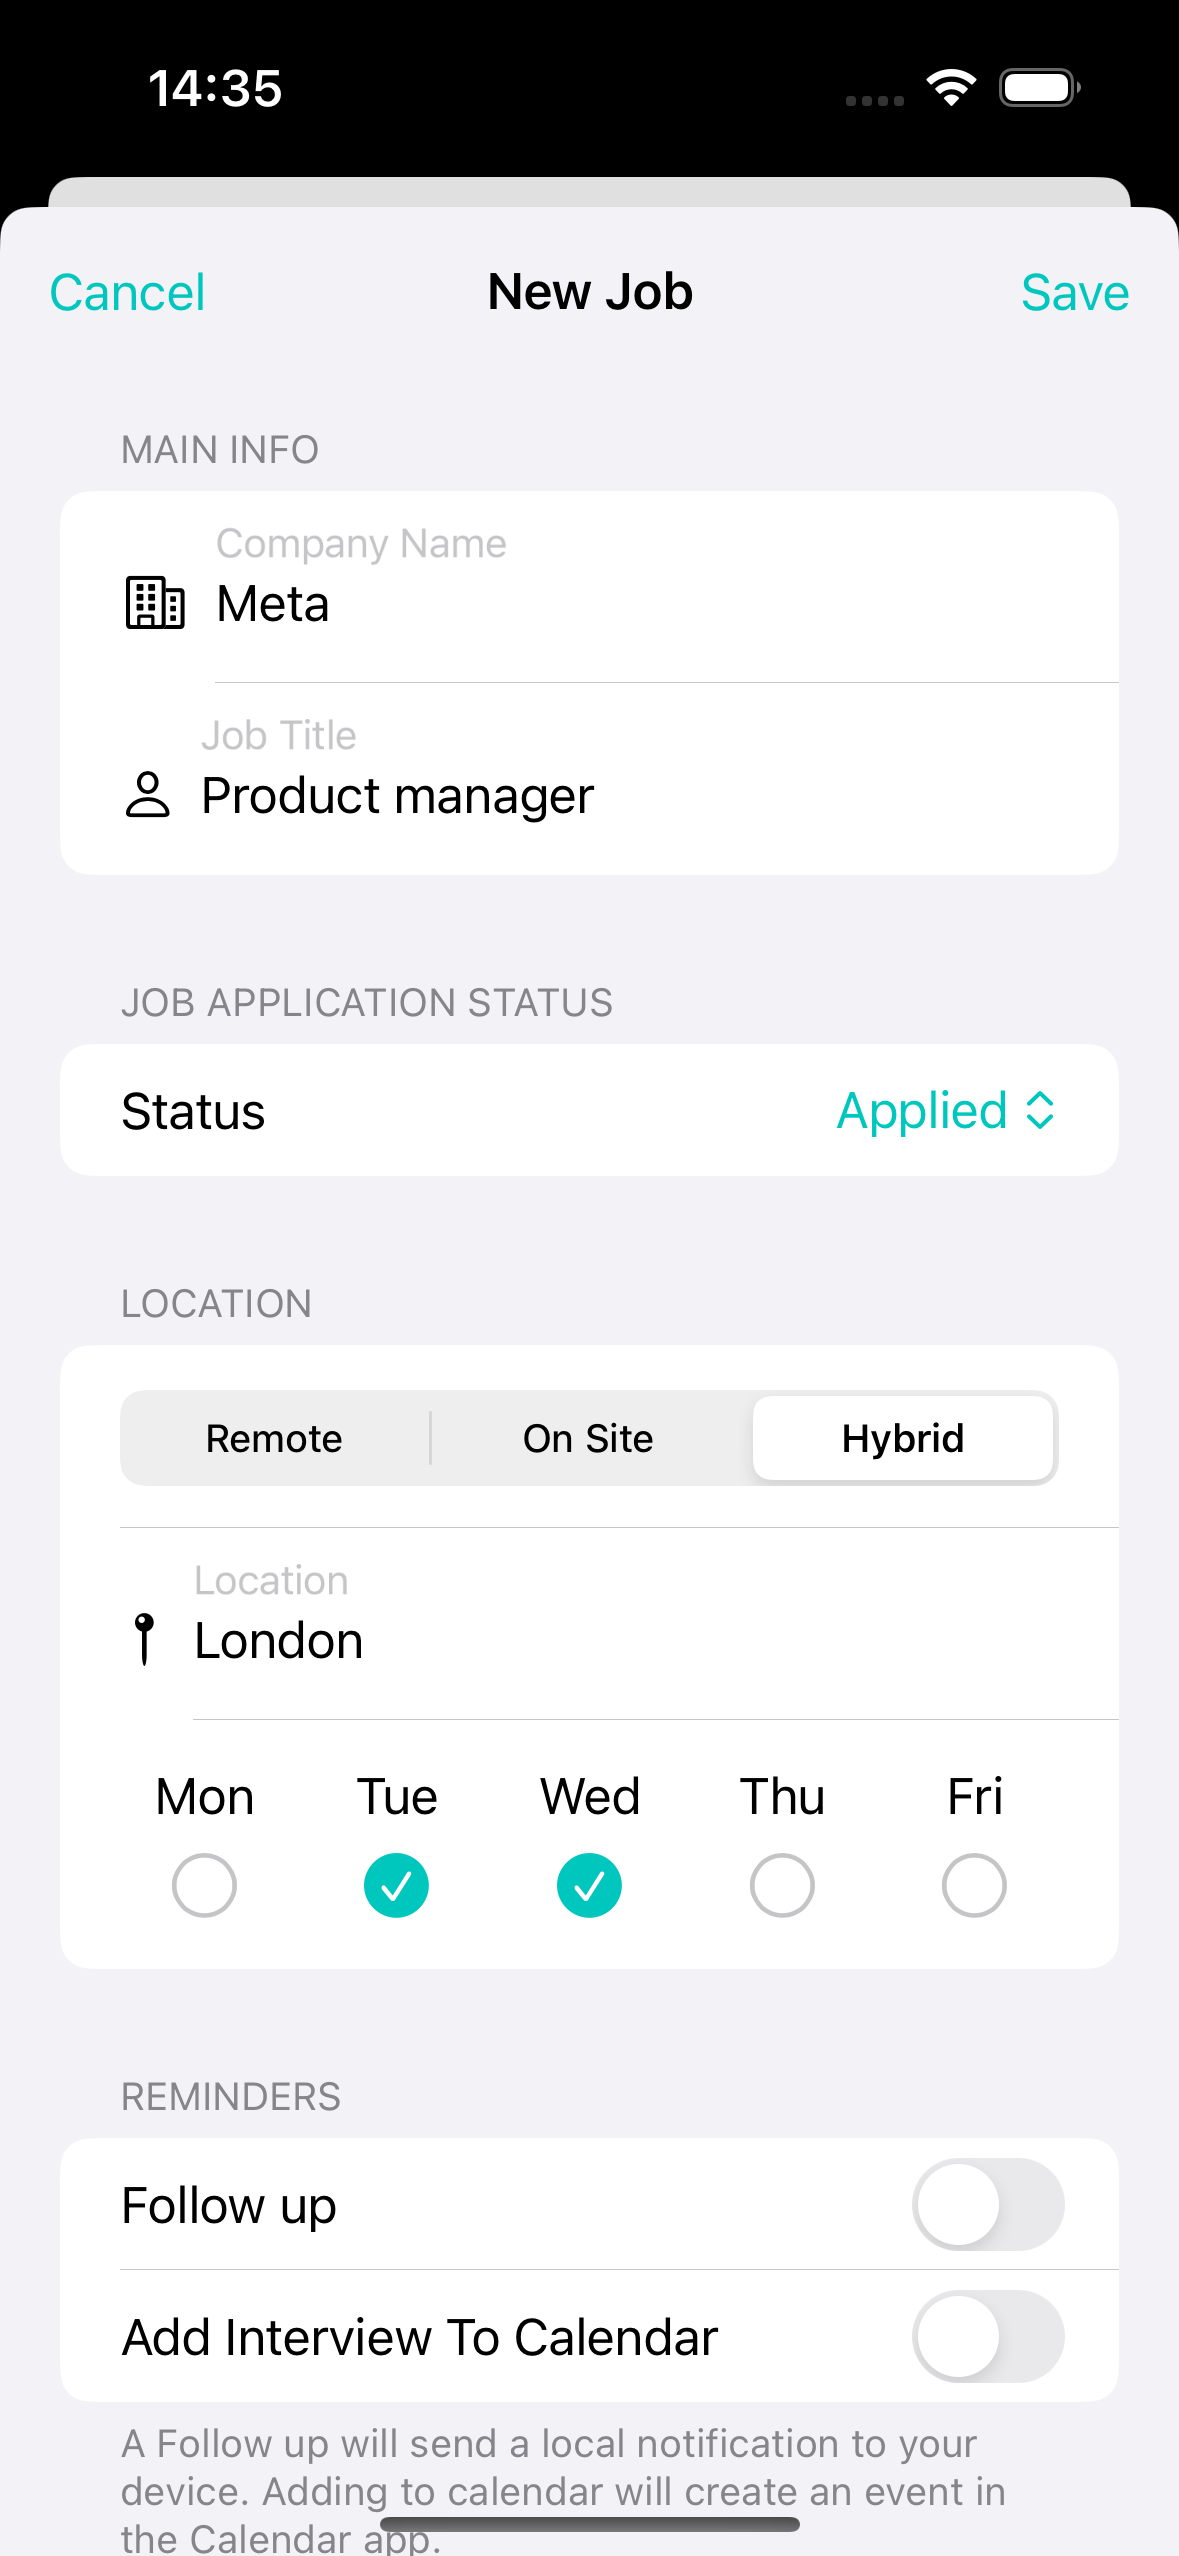 14:35
Cancel
New Job
Save
MAIN INFO
Company Name
Meta
Job Title
Product manager
JOB APPLICATION STATUS
Status
Applied
LOCATION
Remote
On Site
Hybrid
Location
London
Mon Tue Wed Thu Fri
REMINDERS
Follow up
Add Interview To Calendar
A Follow up will send a local notification to your
device. Adding to calendar will create an event in
the Calendar app.